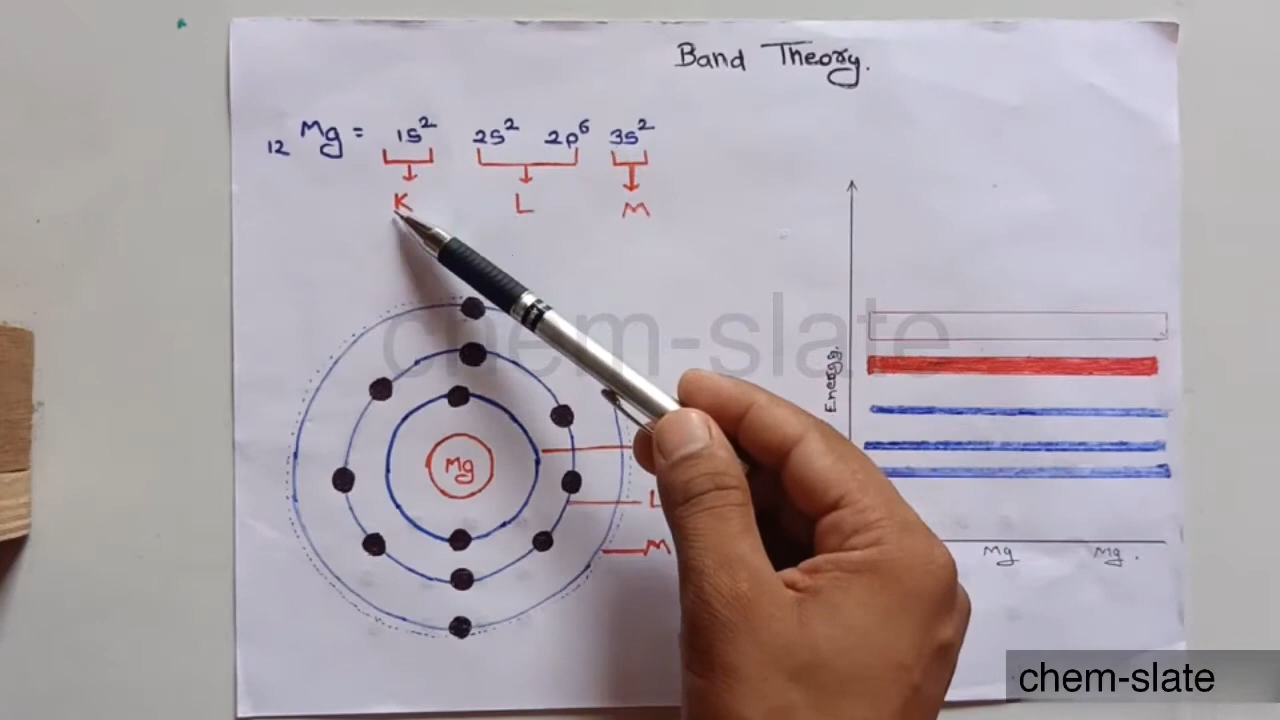 Band Theory.
12 Mg = 1s² 2s² 2p⁶ 3s²
K L M
chem-slate
Energy.
Mg
L
M
Mg Mg.
chem-slate